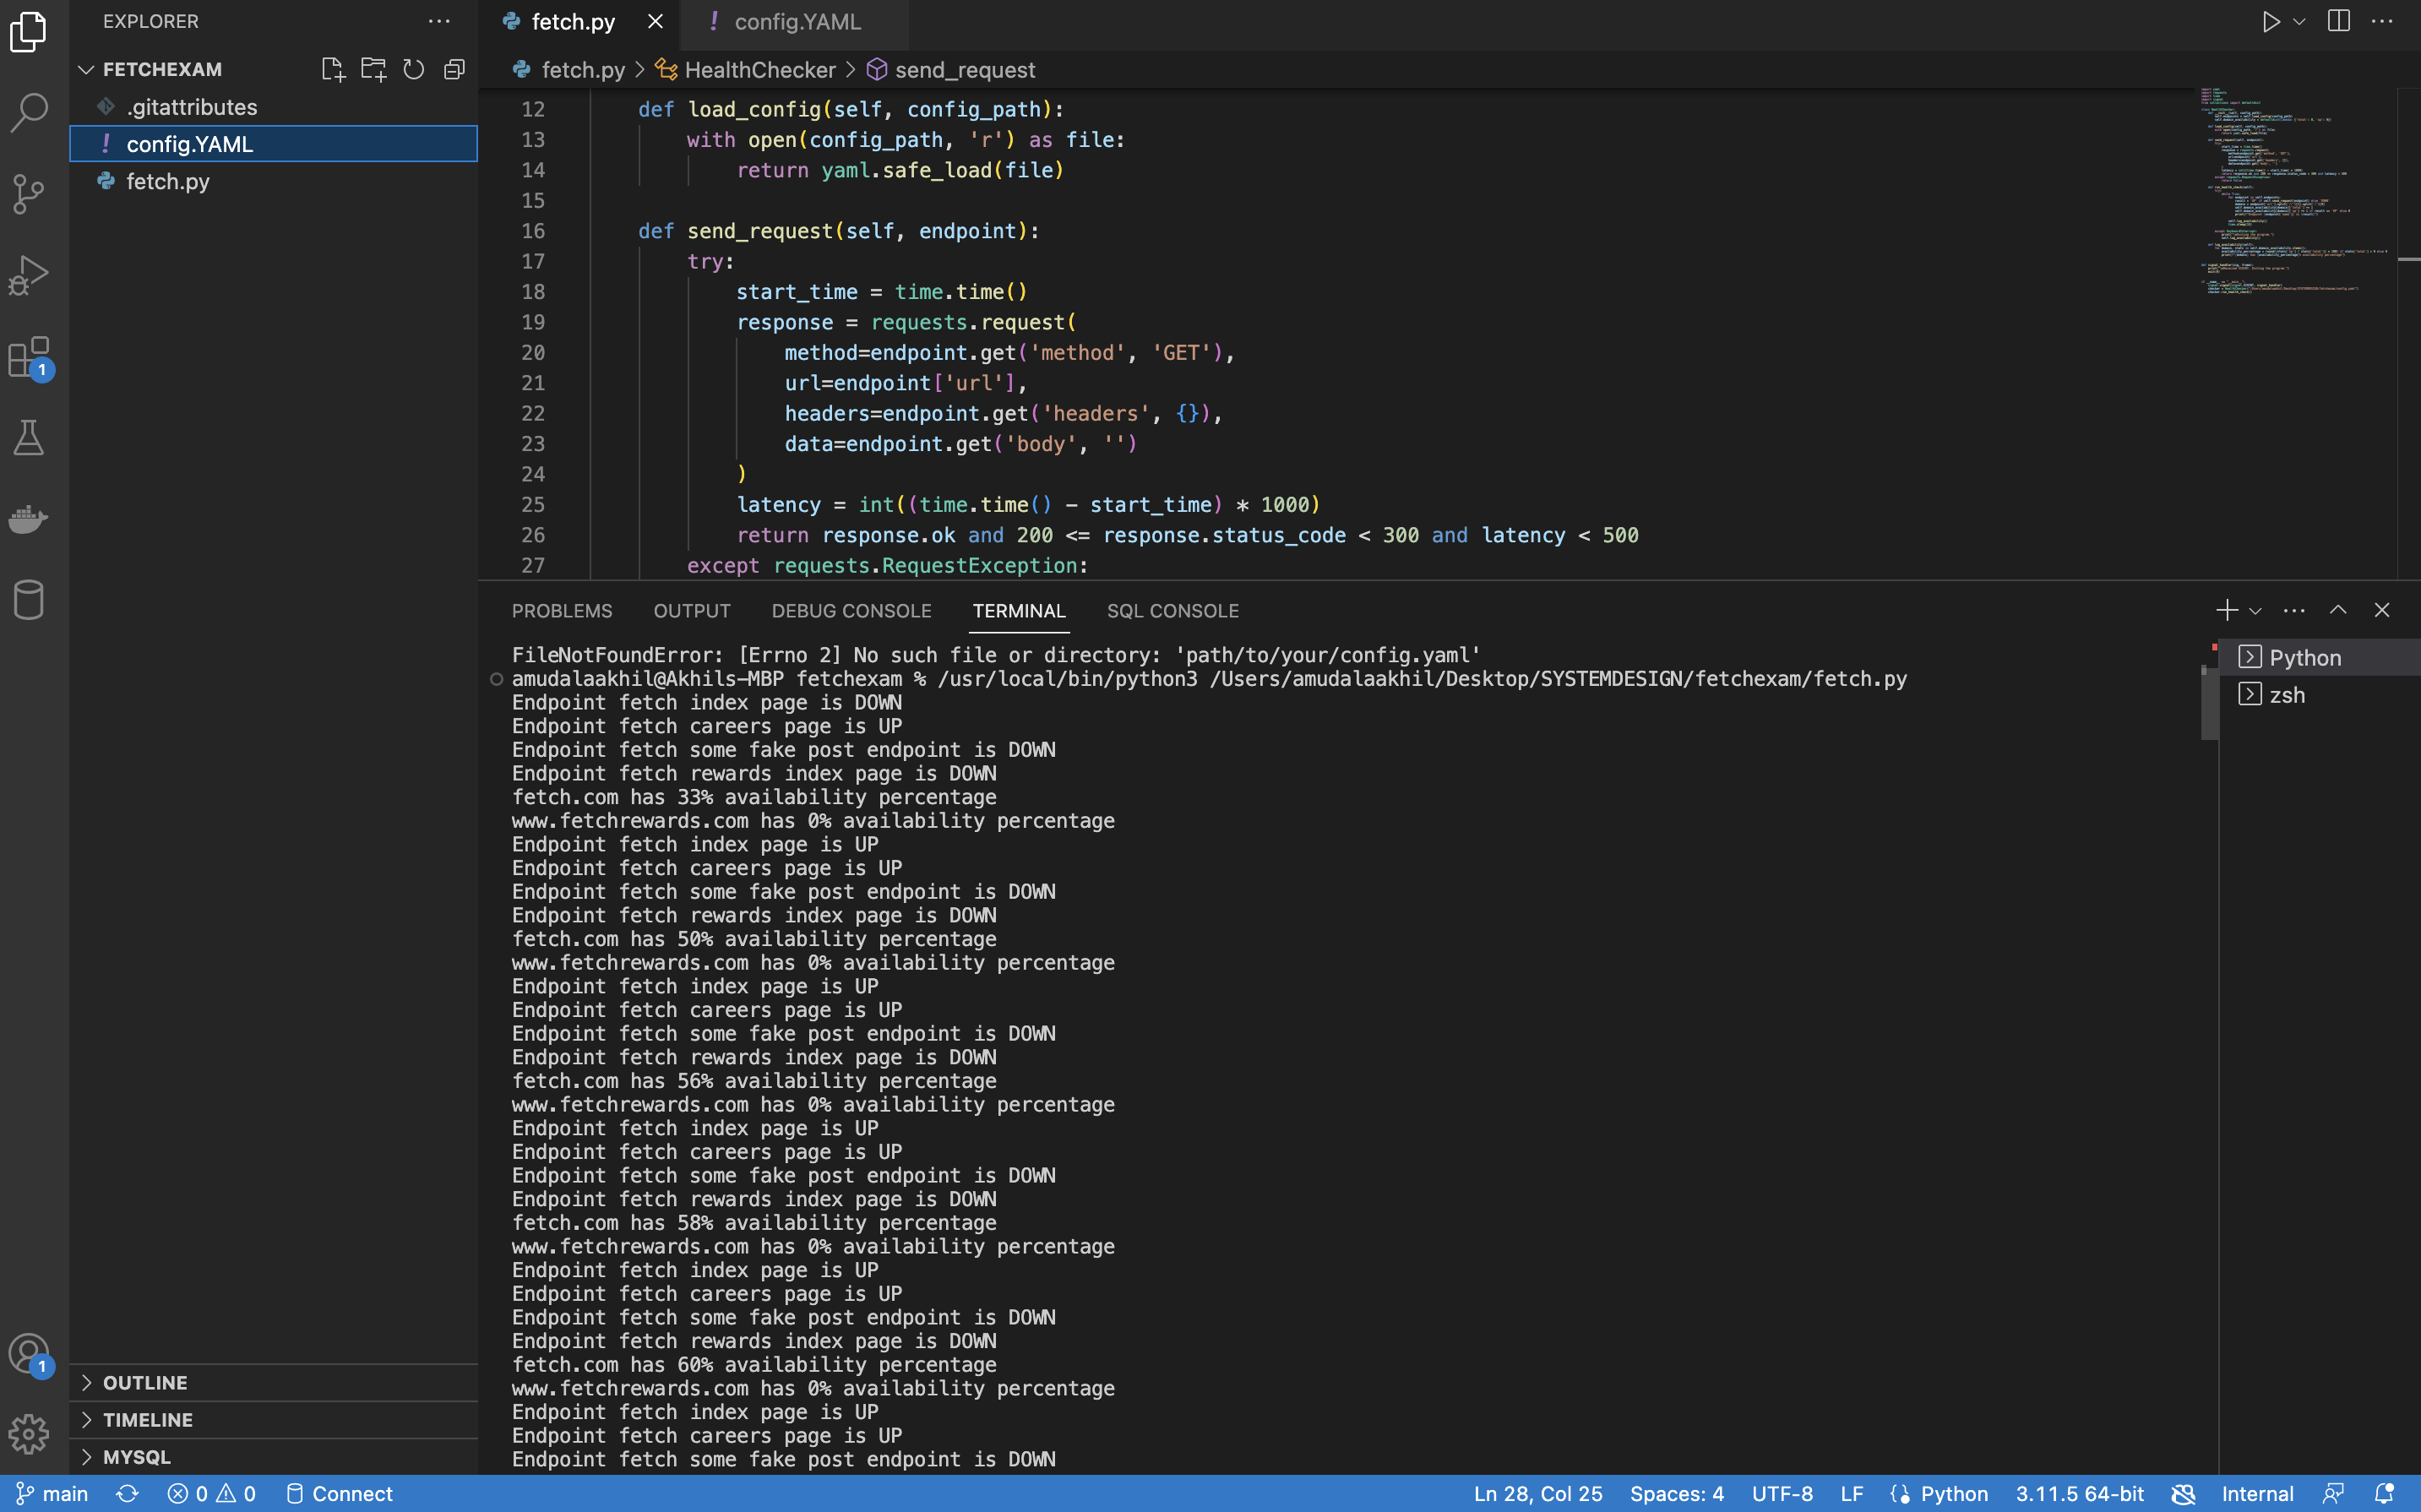 EXPLORER
FETCHEXAM
.gitattributes
! config.YAML
fetch.py
OUTLINE
TIMELINE
MYSQL
1
1
fetch.py
! config.YAML
fetch.py > HealthChecker > send_request
12 def load_config(self, config_path):
13 with open(config_path, 'r') as file:
14 return yaml.safe_load(file)
15
16 def send_request(self, endpoint):
17 try:
18 start_time = time.time()
19 response = requests.request(
20 method=endpoint.get('method', 'GET'),
21 url=endpoint['url'],
22 headers=endpoint.get('headers', {}),
23 data=endpoint.get('body', '')
24 )
25 latency = int((time.time() - start_time) * 1000)
26 return response.ok and 200 <= response.status_code < 300 and latency < 500
27 except requests.RequestException:
PROBLEMS OUTPUT DEBUG CONSOLE TERMINAL SQL CONSOLE
FileNotFoundError: [Errno 2] No such file or directory: 'path/to/your/config.yaml'
amudalaakhil@Akhils-MBP fetchexam % /usr/local/bin/python3 /Users/amudalaakhil/Desktop/SYSTEMDESIGN/fetchexam/fetch.py
Endpoint fetch index page is DOWN
Endpoint fetch careers page is UP
Endpoint fetch some fake post endpoint is DOWN
Endpoint fetch rewards index page is DOWN
fetch.com has 33% availability percentage
www.fetchrewards.com has 0% availability percentage
Endpoint fetch index page is UP
Endpoint fetch careers page is UP
Endpoint fetch some fake post endpoint is DOWN
Endpoint fetch rewards index page is DOWN
fetch.com has 50% availability percentage
www.fetchrewards.com has 0% availability percentage
Endpoint fetch index page is UP
Endpoint fetch careers page is UP
Endpoint fetch some fake post endpoint is DOWN
Endpoint fetch rewards index page is DOWN
fetch.com has 56% availability percentage
www.fetchrewards.com has 0% availability percentage
Endpoint fetch index page is UP
Endpoint fetch careers page is UP
Endpoint fetch some fake post endpoint is DOWN
Endpoint fetch rewards index page is DOWN
fetch.com has 58% availability percentage
www.fetchrewards.com has 0% availability percentage
Endpoint fetch index page is UP
Endpoint fetch careers page is UP
Endpoint fetch some fake post endpoint is DOWN
Endpoint fetch rewards index page is DOWN
fetch.com has 60% availability percentage
www.fetchrewards.com has 0% availability percentage
Endpoint fetch index page is UP
Endpoint fetch careers page is UP
Endpoint fetch some fake post endpoint is DOWN
Python
zsh
main 0 0 Connect
Ln 28, Col 25 Spaces: 4 UTF-8 LF Python 3.11.5 64-bit Internal